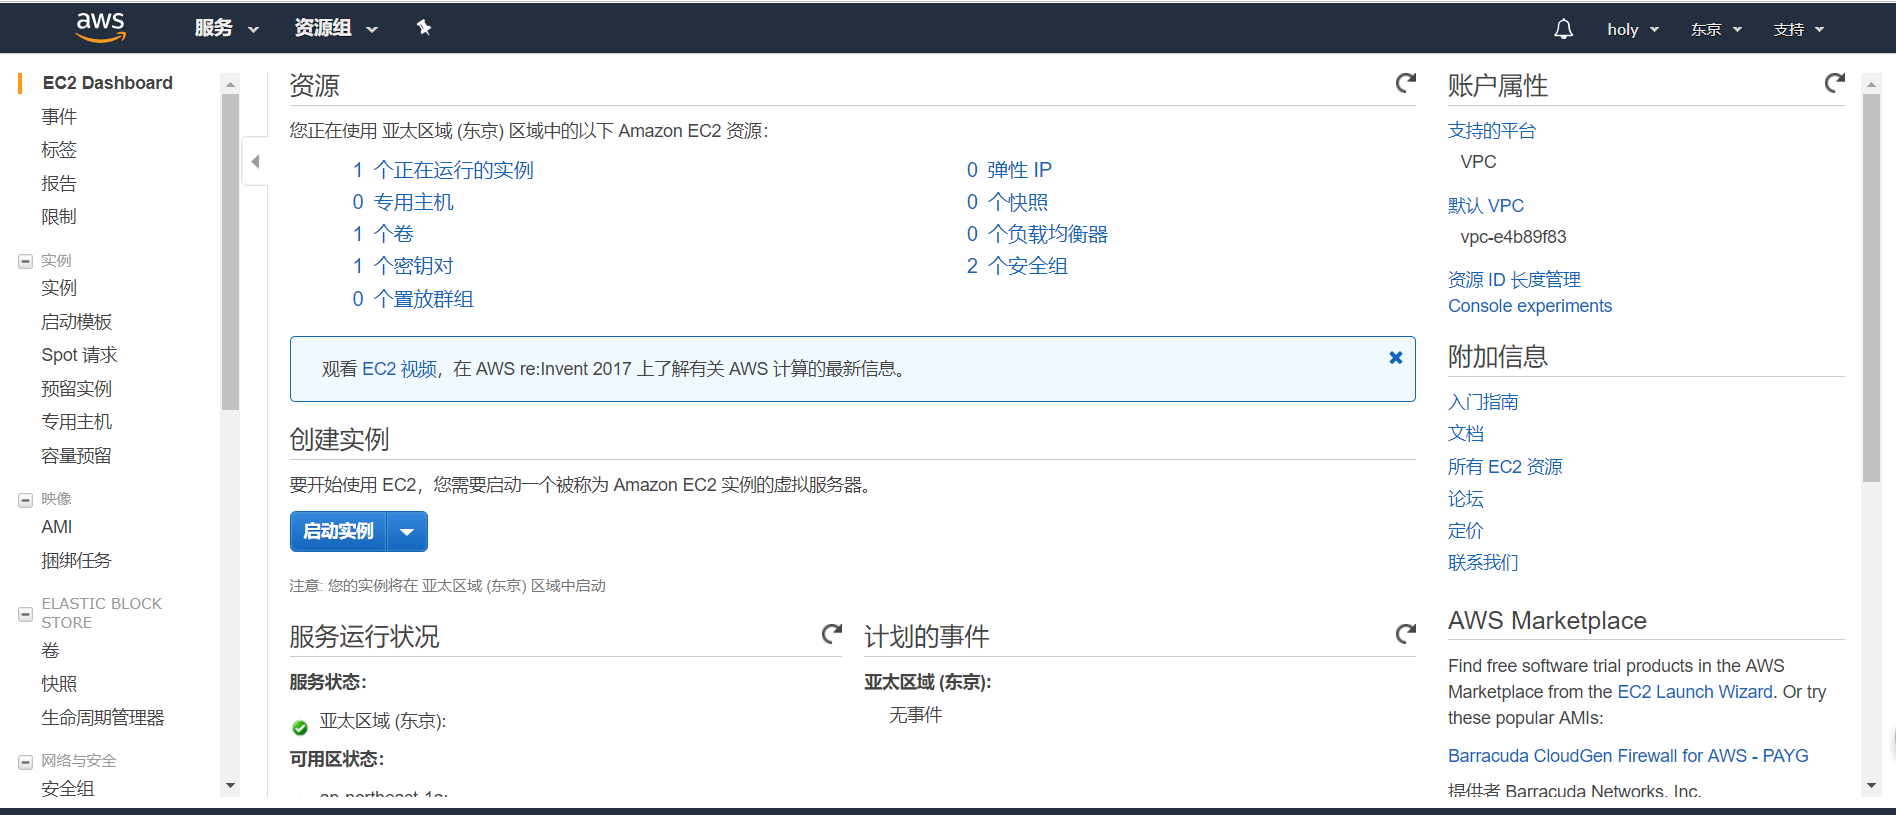 aws
服务
资源组
holy
东京
支持
EC2 Dashboard
事件
标签
报告
限制
实例
实例
启动模板
Spot 请求
预留实例
专用主机
容量预留
映像
AMI
捆绑任务
ELASTIC BLOCK
STORE
卷
快照
生命周期管理器
网络与安全
安全组
资源
您正在使用 亚太区域 (东京) 区域中的以下 Amazon EC2 资源：
1 个正在运行的实例
0 弹性 IP
0 专用主机
0 个快照
1 个卷
0 个负载均衡器
1 个密钥对
2 个安全组
0 个置放群组
观看 EC2 视频，在 AWS re:Invent 2017 上了解有关 AWS 计算的最新信息。
创建实例
要开始使用 EC2，您需要启动一个被称为 Amazon EC2 实例的虚拟服务器。
启动实例
注意: 您的实例将在 亚太区域 (东京) 区域中启动
服务运行状况
服务状态：
亚太区域 (东京):
可用区状态：
ap-northeast-1a:
计划的事件
亚太区域 (东京):
无事件
账户属性
支持的平台
VPC
默认 VPC
vpc-e4b89f83
资源 ID 长度管理
Console experiments
附加信息
入门指南
文档
所有 EC2 资源
论坛
定价
联系我们
AWS Marketplace
Find free software trial products in the AWS
Marketplace from the EC2 Launch Wizard. Or try
these popular AMIs:
Barracuda CloudGen Firewall for AWS - PAYG
提供者 Barracuda Networks, Inc.